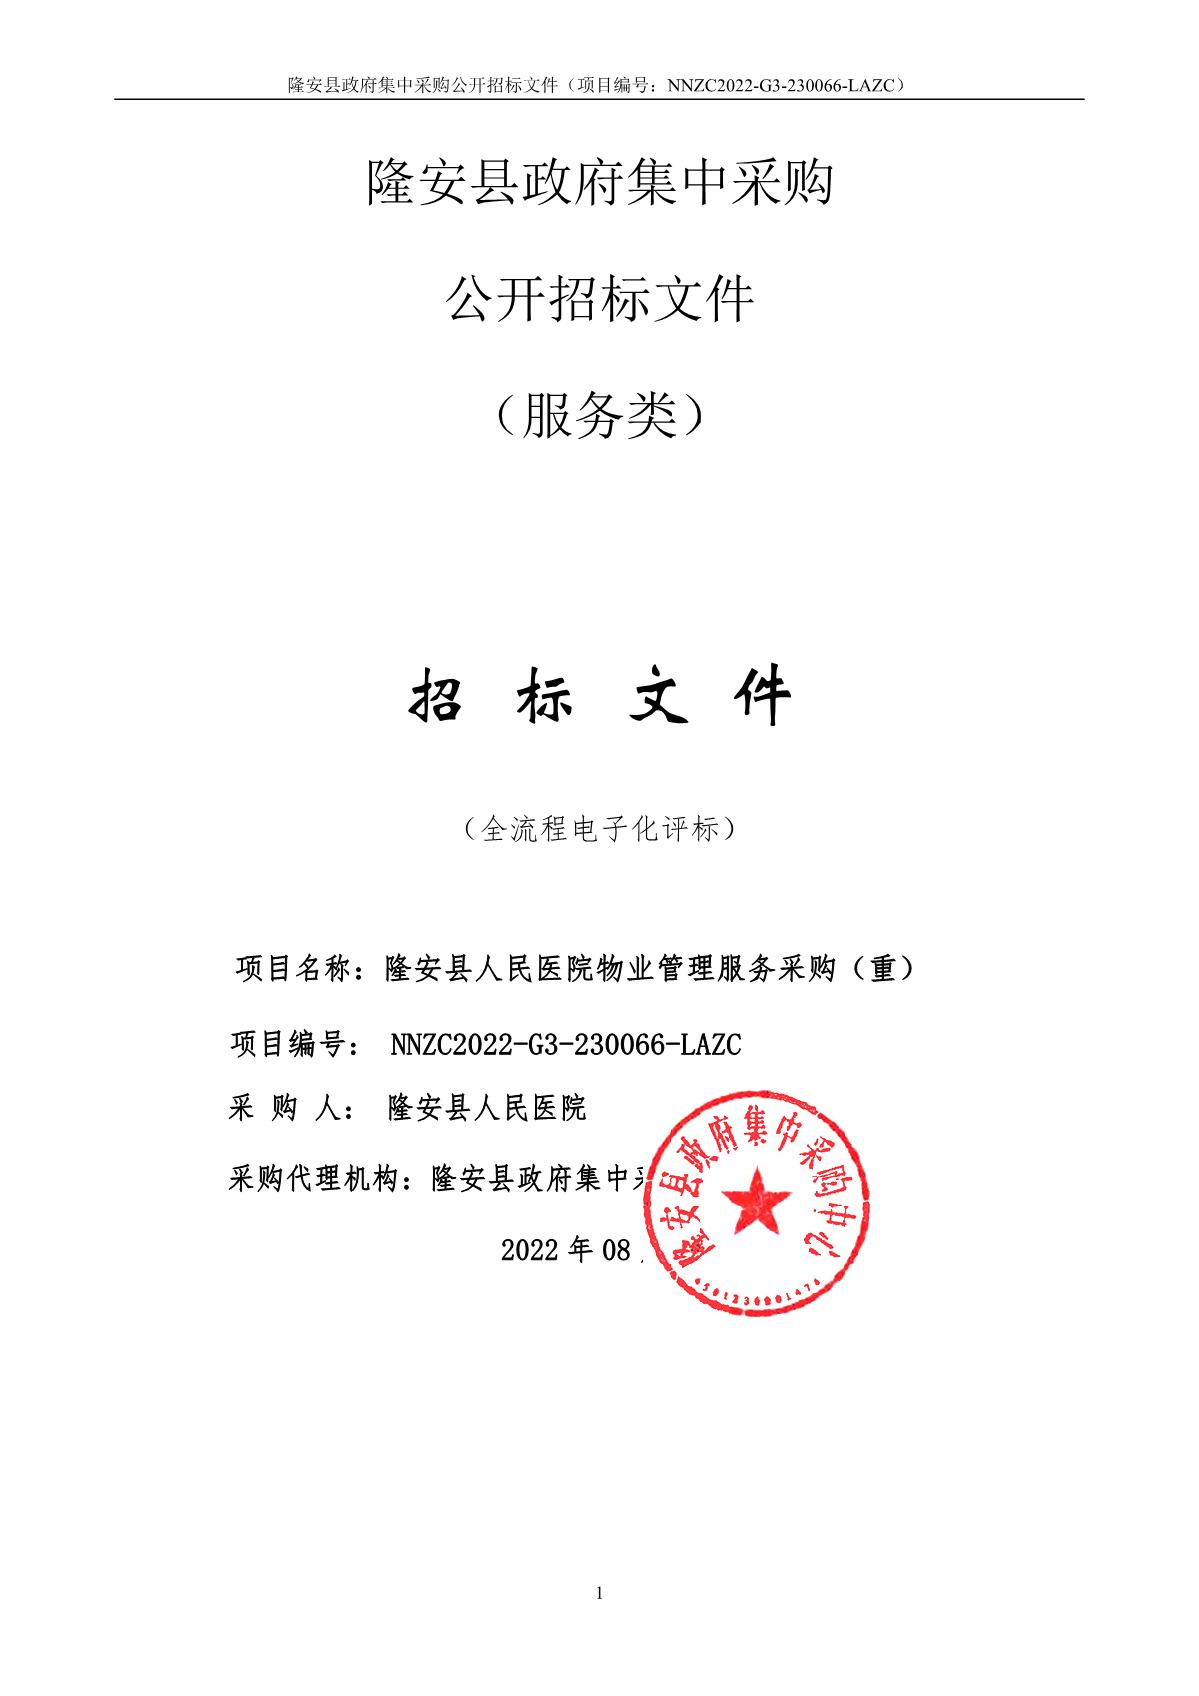 隆安县政府集中采购公开招标文件（项目编号：NNZC2022-G3-230066-LAZC）
隆安县政府集中采购
公开招标文件
（服务类）
招 标 文 件
（全流程电子化评标）
项目名称：隆安县人民医院物业管理服务采购（重）
项目编号： NNZC2022-G3-230066-LAZC
采 购 人： 隆安县人民医院
采购代理机构：隆安县政府集中采
2022 年 08
隆安县政府集中采购中心
1